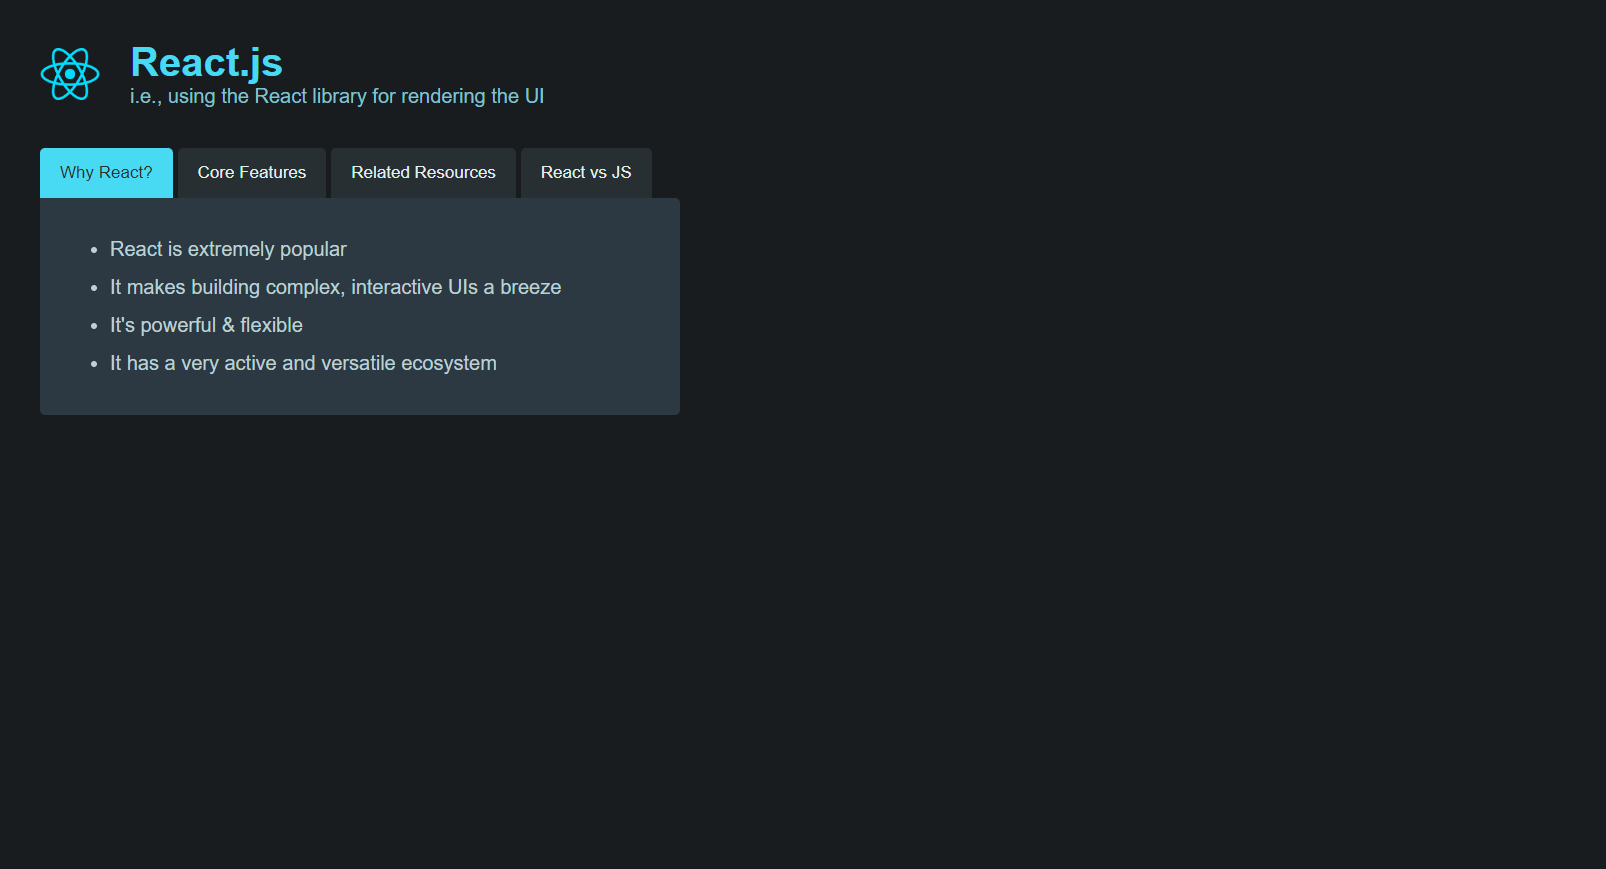 React.js
i.e., using the React library for rendering the UI
Why React? Core Features Related Resources React vs JS
• React is extremely popular
• It makes building complex, interactive UIs a breeze
• It's powerful & flexible
• It has a very active and versatile ecosystem